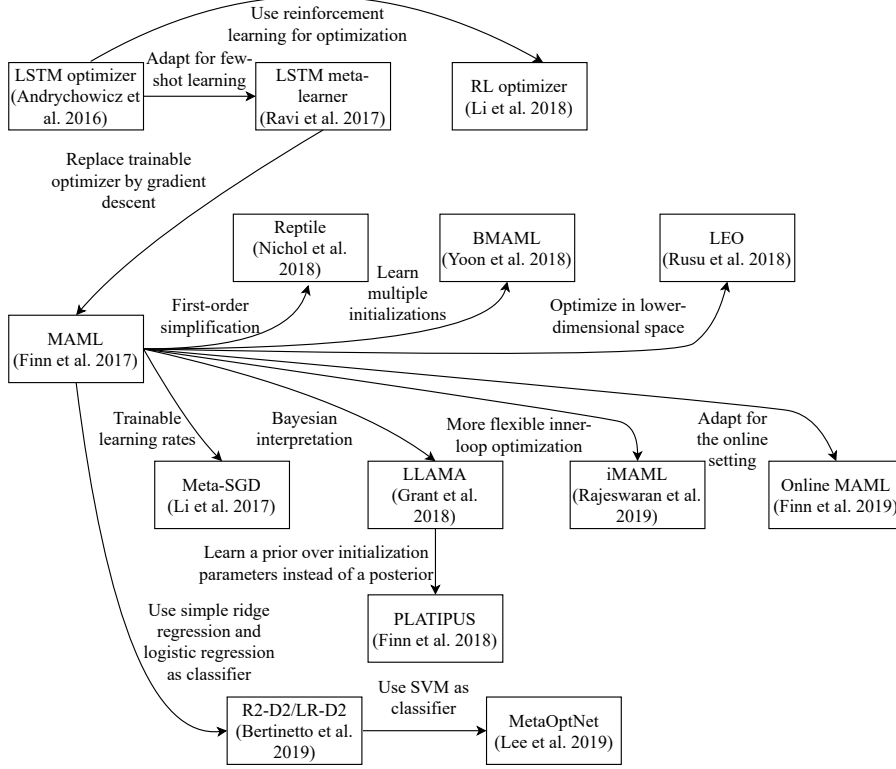 Use reinforcement
learning for optimization
Adapt for few-
shot learning
LSTM optimizer
(Andrychowicz et
al. 2016)
LSTM meta-
learner
(Ravi et al. 2017)
RL optimizer
(Li et al. 2018)
Replace trainable
optimizer by gradient
descent
Reptile
(Nichol et al.
2018)
BMAML
(Yoon et al. 2018)
LEO
(Rusu et al. 2018)
Learn
multiple
initializations
First-order
simplification
Optimize in lower-
dimensional space
MAML
(Finn et al. 2017)
Trainable
learning rates
Bayesian
interpretation
More flexible inner-
loop optimization
Adapt for
the online
setting
Meta-SGD
(Li et al. 2017)
LLAMA
(Grant et al.
2018)
iMAML
(Rajeswaran et al.
2019)
Online MAML
(Finn et al. 2019)
Learn a prior over initialization
parameters instead of a posterior
PLATIPUS
(Finn et al. 2018)
Use simple ridge
regression and
logistic regression
as classifier
R2-D2/LR-D2
(Bertinetto et al.
2019)
Use SVM as
classifier
MetaOptNet
(Lee et al. 2019)